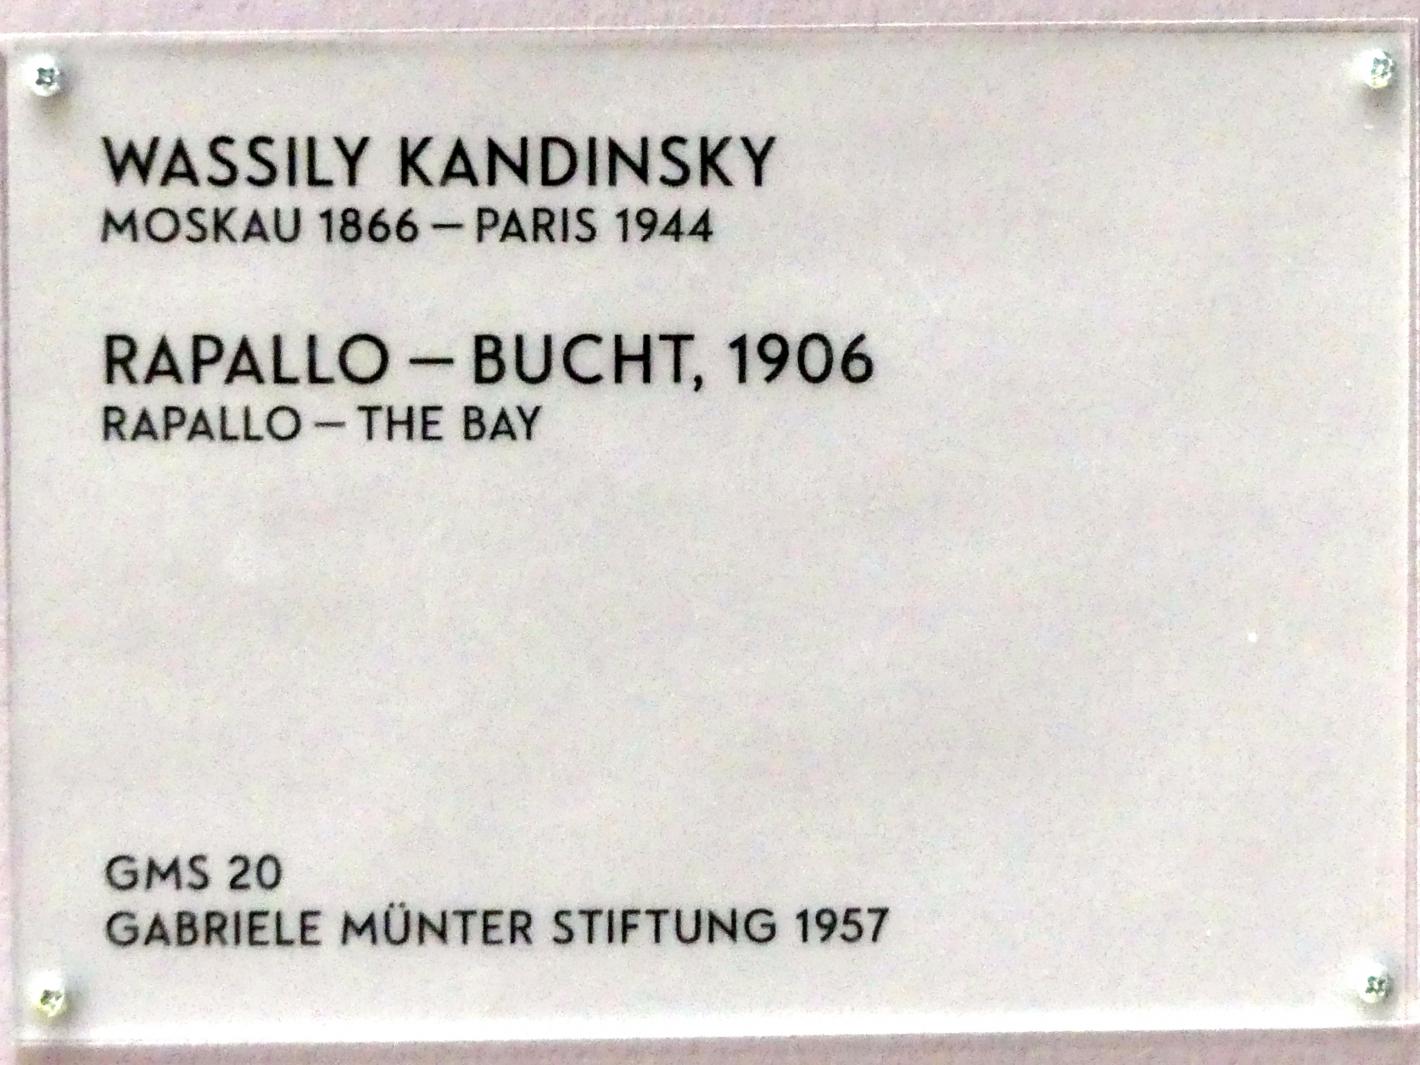 WASSILY KANDINSKY
MOSKAU 1866 – PARIS 1944
RAPALLO – BUCHT, 1906
RAPALLO – THE BAY
GMS 20
GABRIELE MÜNTER STIFTUNG 1957